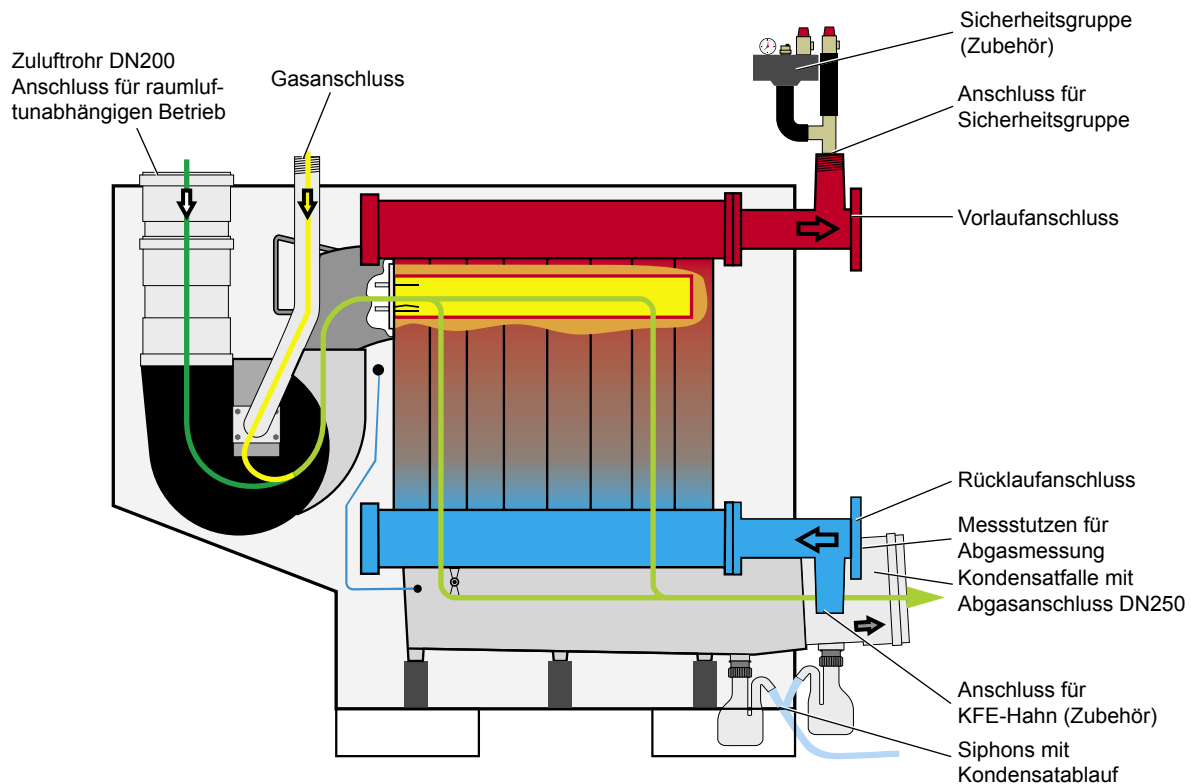 Zuluftrohr DN200
Anschluss für raumluf-
tunabhängigen Betrieb
Gasanschluss
Sicherheitsgruppe
(Zubehör)
Anschluss für
Sicherheitsgruppe
Vorlaufanschluss
Rücklaufanschluss
Messstutzen für
Abgasmessung
Kondensatfalle mit
Abgasanschluss DN250
Anschluss für
KFE-Hahn (Zubehör)
Siphons mit
Kondensatablauf